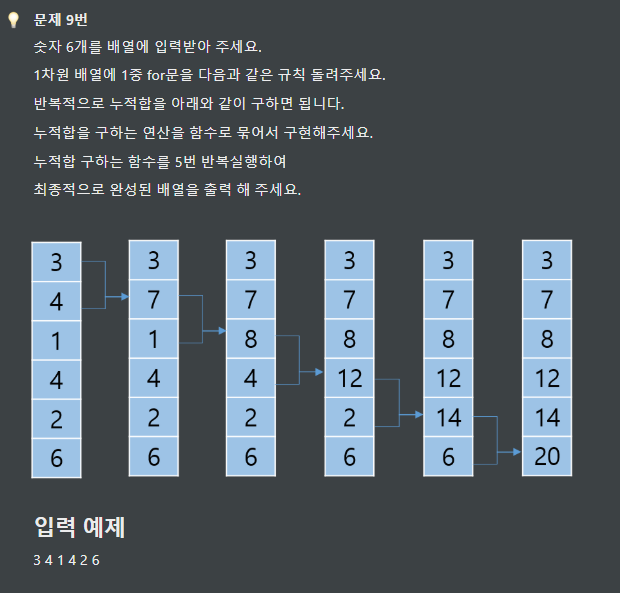 문제 9번
숫자 6개를 배열에 입력받아 주세요.
1차원 배열에 1중 for문을 다음과 같은 규칙 돌려주세요.
반복적으로 누적합을 아래와 같이 구하면 됩니다.
누적합을 구하는 연산을 함수로 묶어서 구현해주세요.
누적합 구하는 함수를 5번 반복실행하여
최종적으로 완성된 배열을 출력 해 주세요.
3 3 3 3 3 3
4 7 7 7 7 7
1 1 8 8 8 8
4 4 4 12 12 12
2 2 2 2 14 14
6 6 6 6 6 20
입력 예제
3 4 1 4 2 6